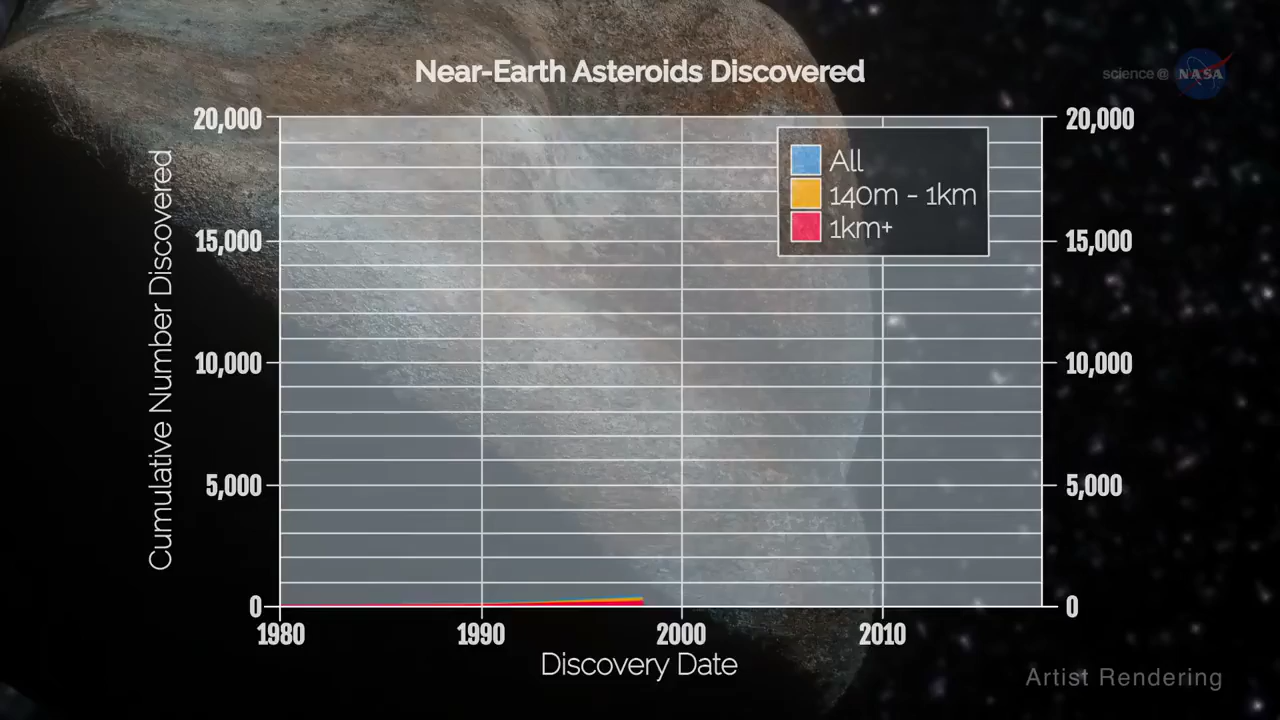 Near-Earth Asteroids Discovered
science@ NASA
Cumulative Number Discovered
20,000
15,000
10,000
5,000
0
All
140m - 1km
1km+
20,000
15,000
10,000
5,000
0
1980 1990 2000 2010
Discovery Date
Artist Rendering